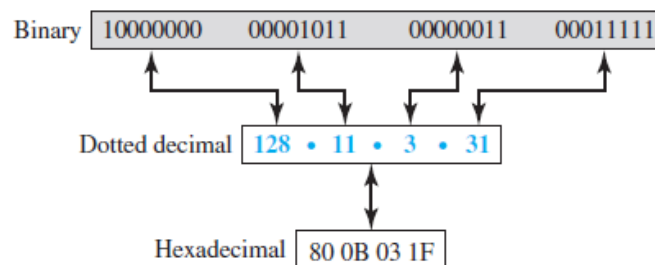 Binary 10000000 00001011 00000011 00011111
Dotted decimal 128 • 11 • 3 • 31
Hexadecimal 80 0B 03 1F